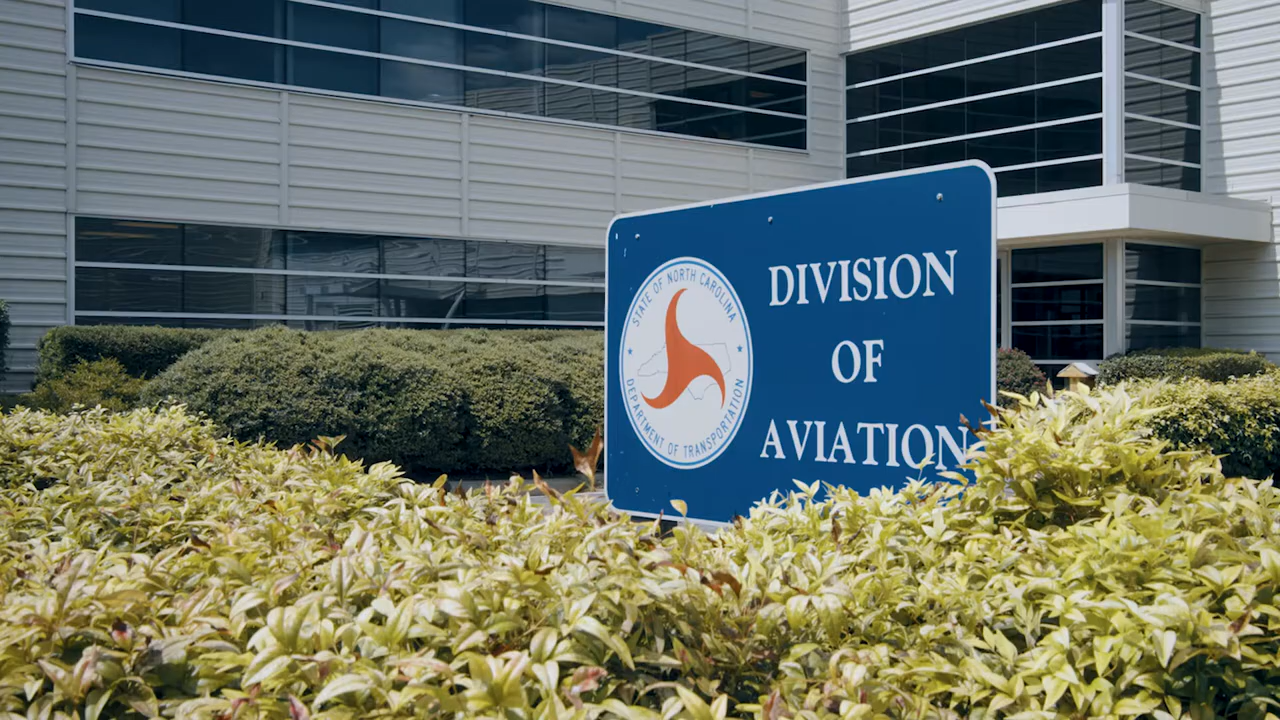 STATE OF NORTH CAROLINA
DEPARTMENT OF TRANSPORTATION
DIVISION
OF
AVIATION